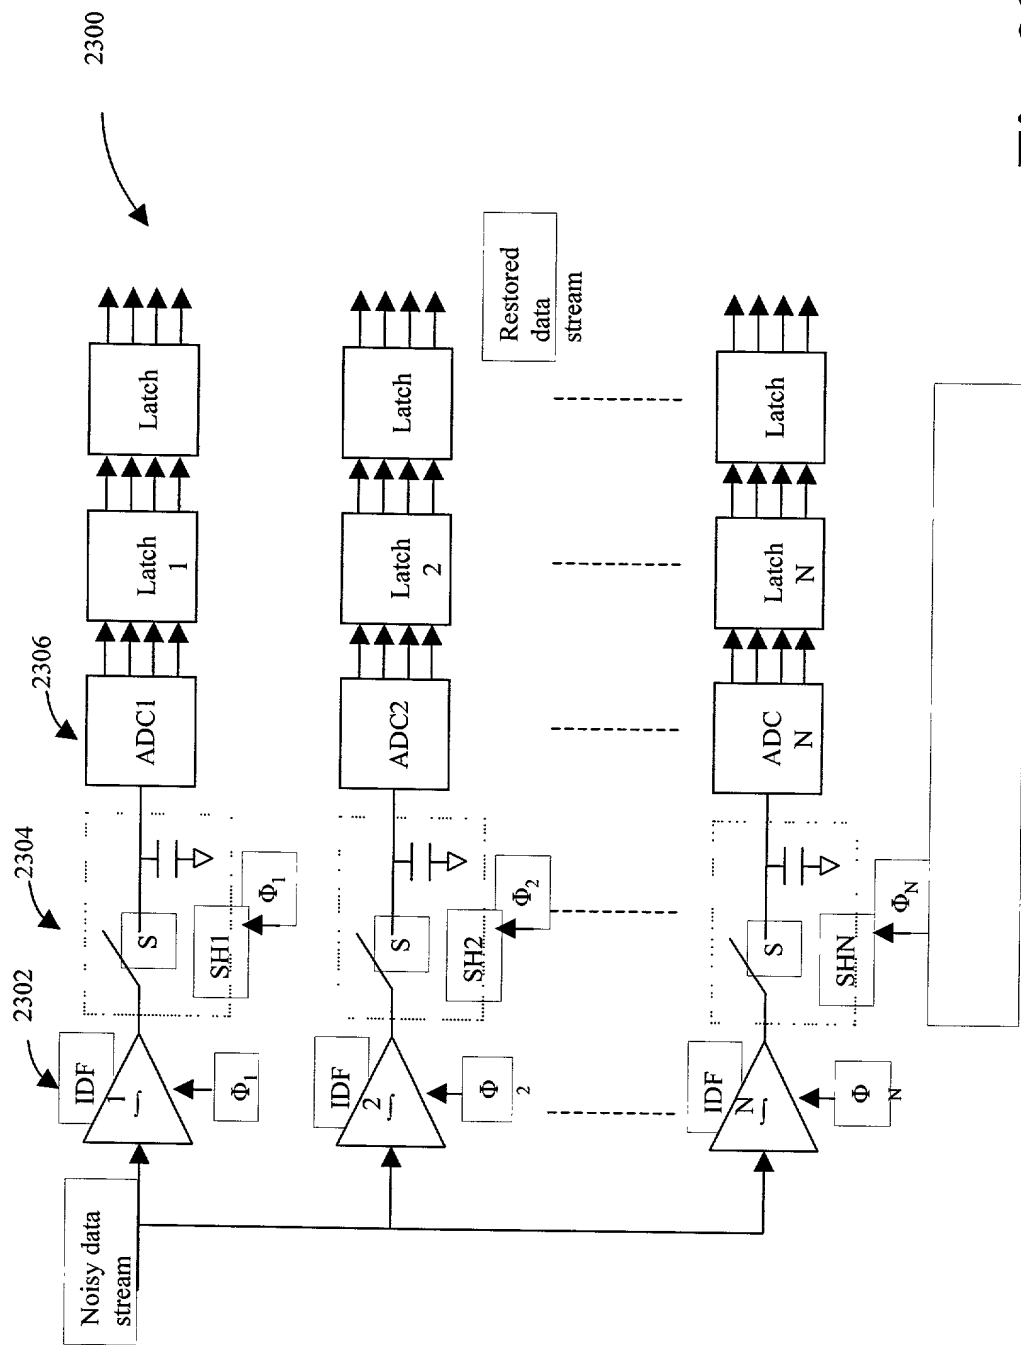 2300
2306
2304
2302
Noisy data
stream
IDF
1
∫
Φ1
S
SH1
Φ1
ADC1
Latch
1
Latch
IDF
2
∫
Φ
2
S
SH2
Φ2
ADC2
Latch
2
Latch
Restored
data
stream
IDF
N
∫
Φ
N
S
SHN
ΦN
ADC
N
Latch
N
Latch